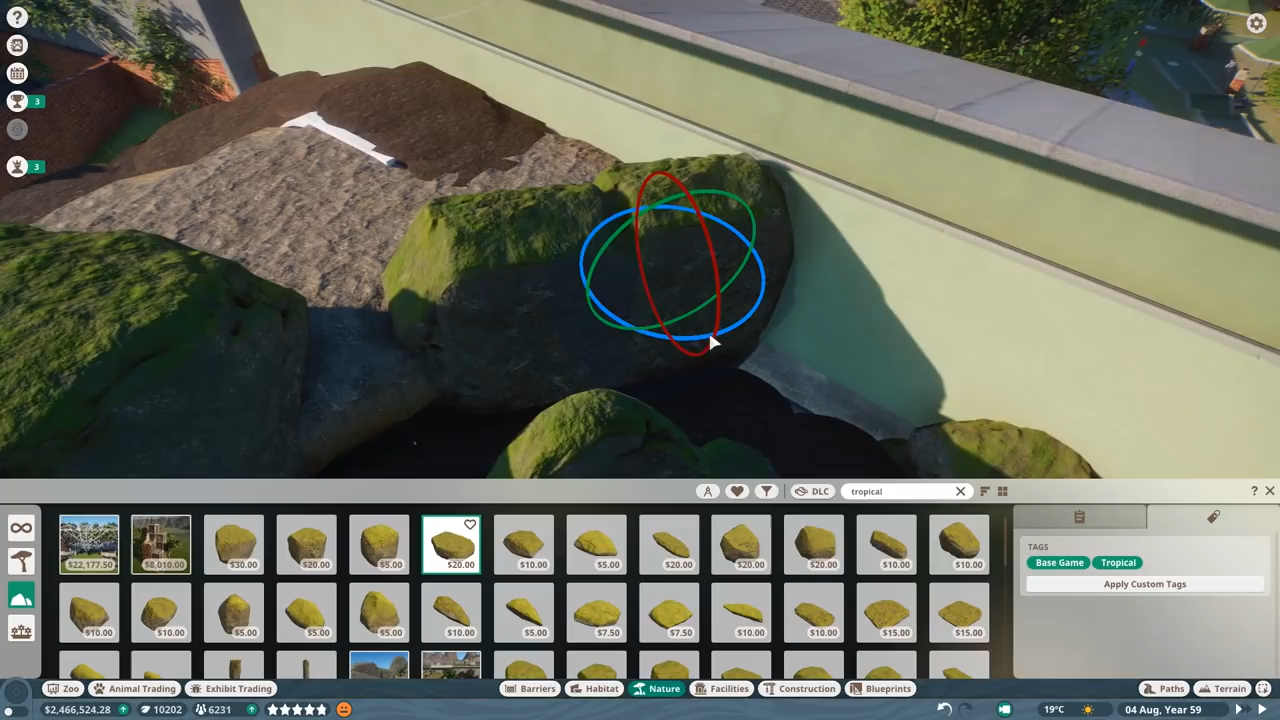 ?
3
3
DLC
tropical
?
$22,177.50
$8,010.00
$30.00
$20.00
$5.00
$20.00
$10.00
$5.00
$20.00
$20.00
$20.00
$10.00
$10.00
$10.00
$10.00
$5.00
$5.00
$5.00
$10.00
$5.00
$7.50
$7.50
$10.00
$10.00
$15.00
$15.00
TAGS
Base Game
Tropical
Apply Custom Tags
Zoo
Animal Trading
Exhibit Trading
Barriers
Habitat
Nature
Facilities
Construction
Blueprints
Paths
Terrain
$2,466,524.28
10202
6231
19°C
04 Aug, Year 59